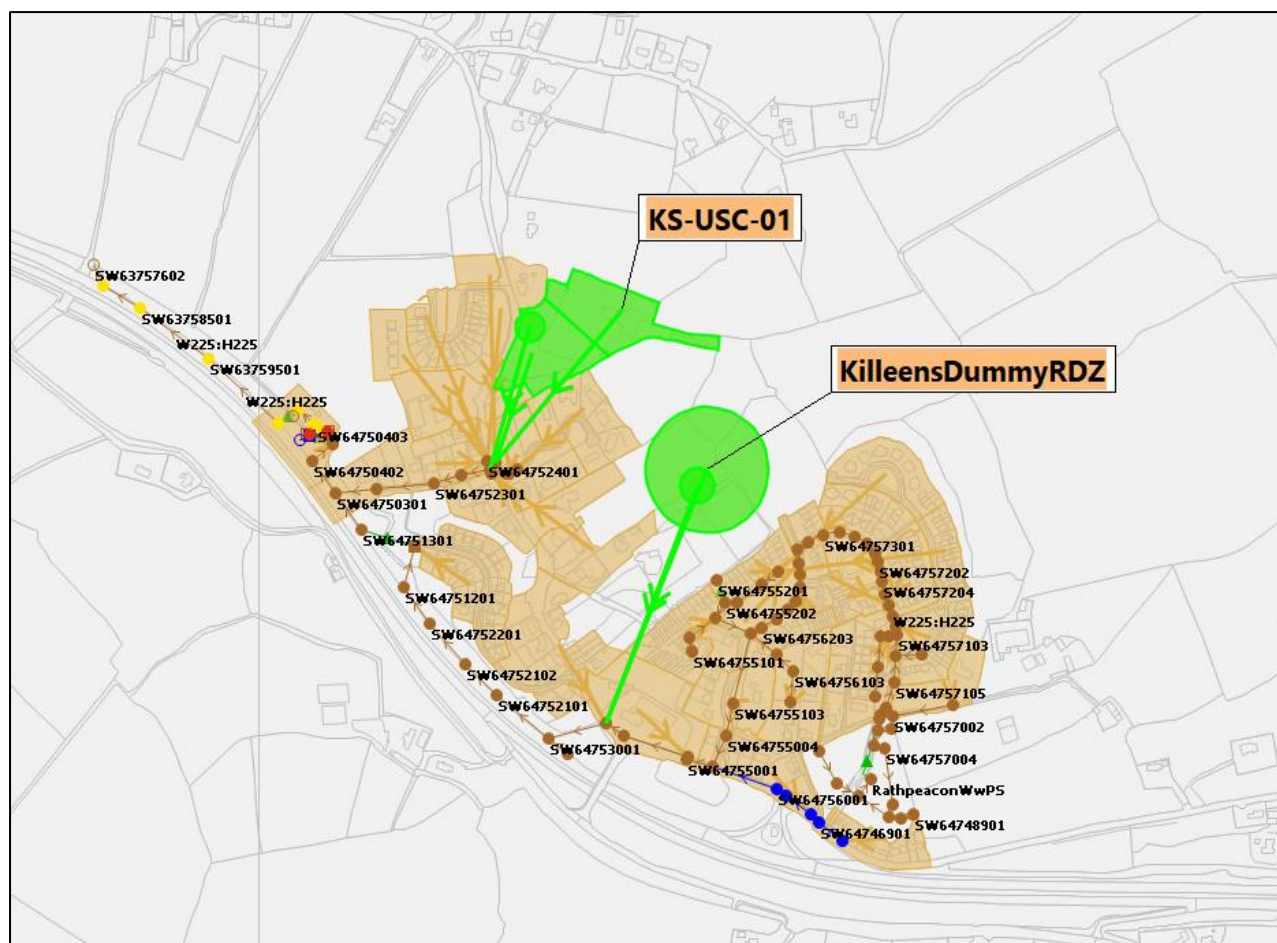 KS-USC-01
SW63757602
SW63758501
W225:H225
KilleensDummyRDZ
SW63759501
W225:H225
SW64750403
SW64750402
SW64752401
SW64752301
SW64750301
SW64751301
SW64757301
SW64757202
SW64755201
SW64757204
SW64751201
SW64755202
W225:H225
SW64756203
SW64757103
SW64752201
SW64755101
SW64752102
SW64756103
SW64757105
SW64752101
SW64755103
SW64757002
SW64753001
SW64755004
SW64757004
SW64755001
RathpeaconWwPS
SW64756001
SW64746901
SW64748901